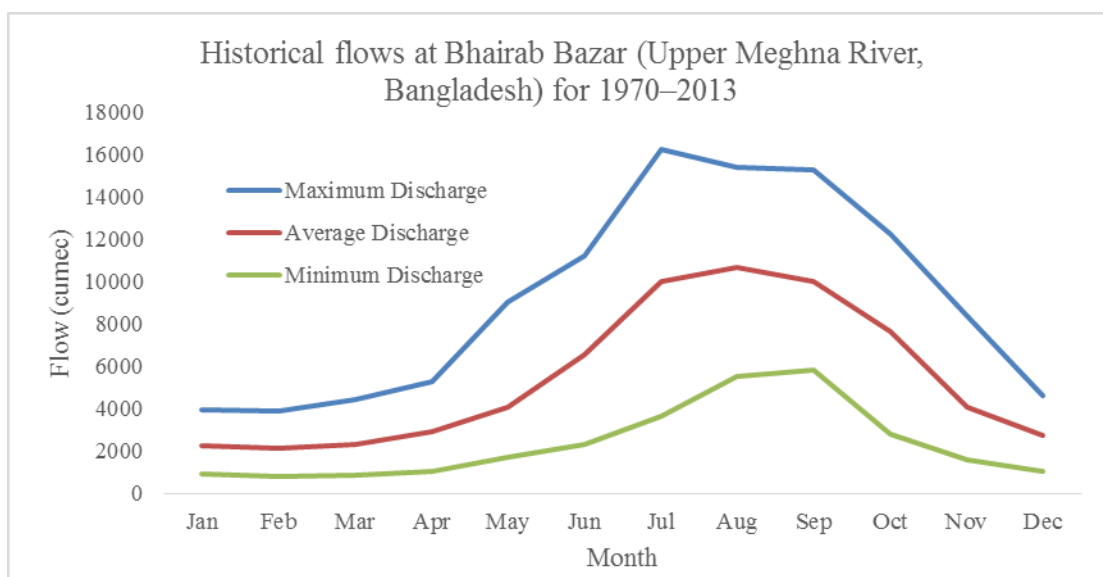 Historical flows at Bhairab Bazar (Upper Meghna River,
Bangladesh) for 1970–2013
18000
16000
14000
12000
10000
8000
6000
4000
2000
0
Flow (cumec)
Maximum Discharge
Average Discharge
Minimum Discharge
Jan Feb Mar Apr May Jun Jul Aug Sep Oct Nov Dec
Month